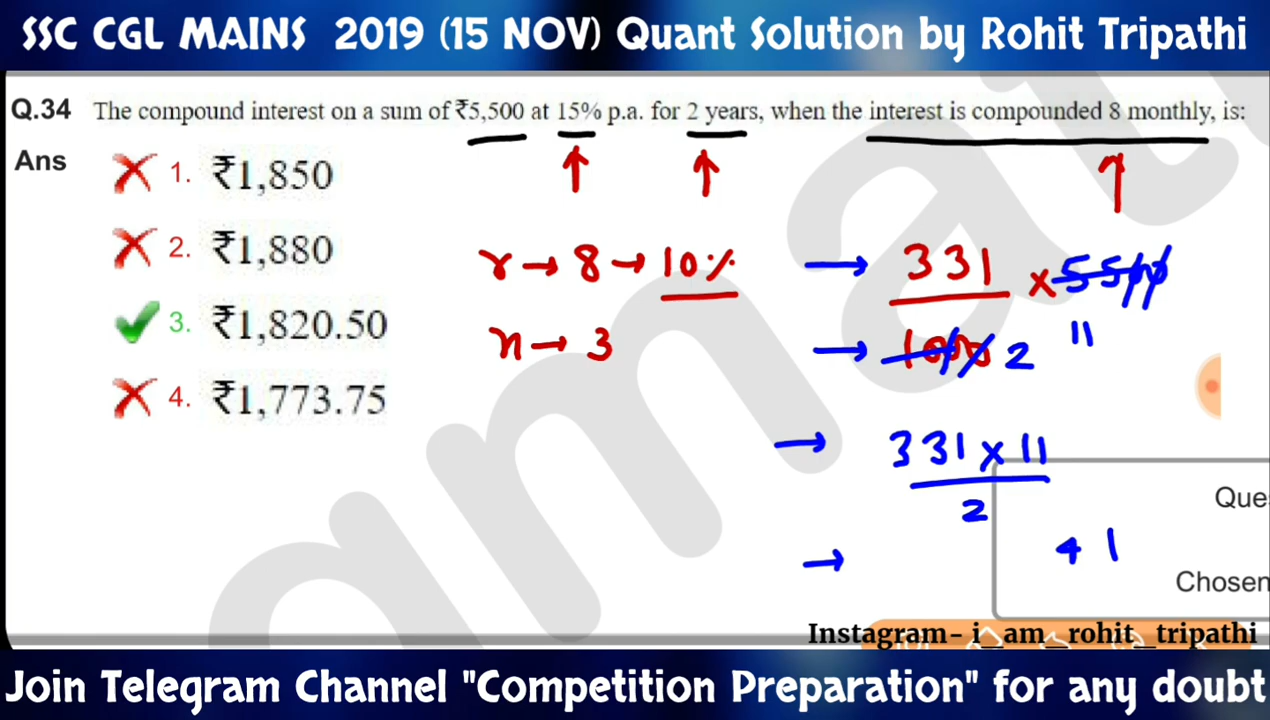 SSC CGL MAINS 2019 (15 NOV) Quant Solution by Rohit Tripathi
Q.34 The compound interest on a sum of ₹5,500 at 15% p.a. for 2 years, when the interest is compounded 8 monthly, is:
Ans
1. ₹1,850
2. ₹1,880
3. ₹1,820.50
4. ₹1,773.75
r → 8 → 10%
n → 3
→ 331 × 5500
→ 1000 2 11
→ 331 × 11
2
→ 41
Que
Chosen
Instagram- i_am_rohit_tripathi
Join Telegram Channel "Competition Preparation" for any doubt